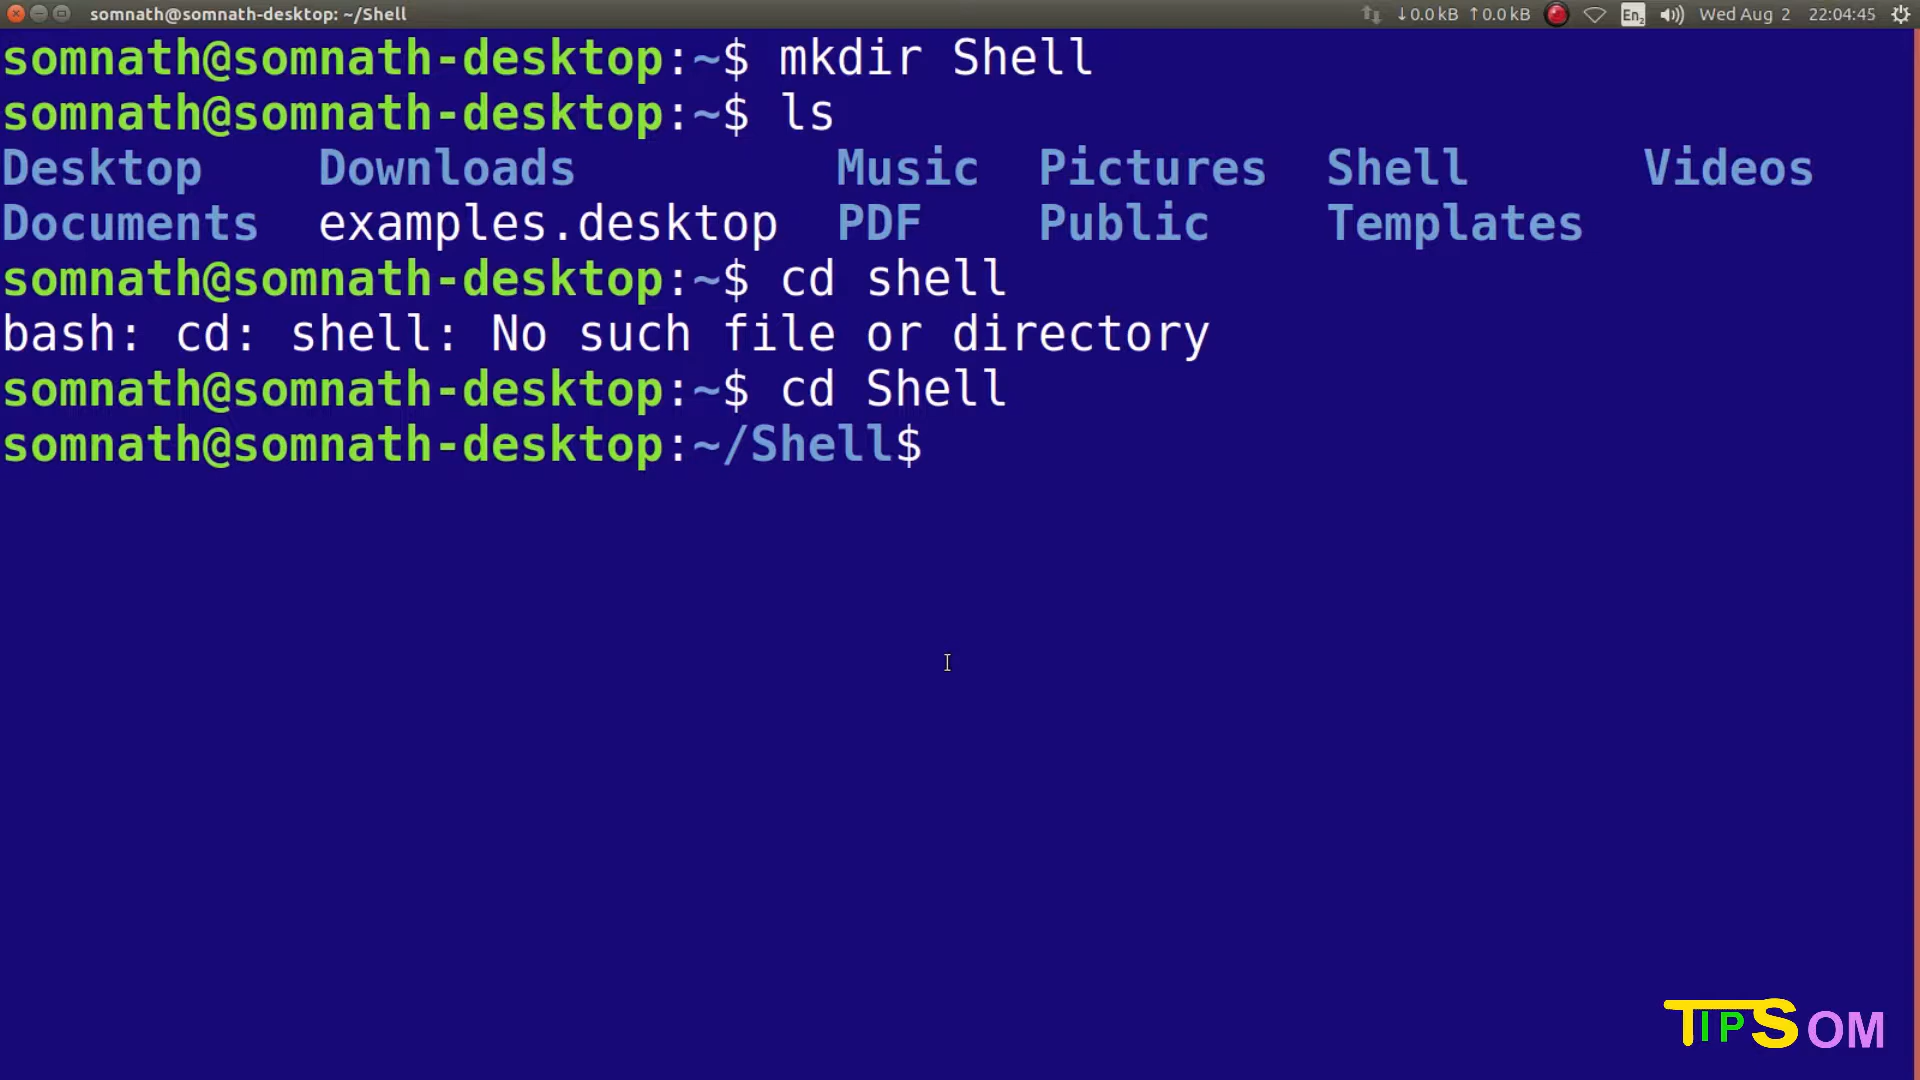 somnath@somnath-desktop: ~/Shell ↓0.0 kB ↑0.0 kB En2 Wed Aug 2 22:04:45
somnath@somnath-desktop:~$ mkdir Shell
somnath@somnath-desktop:~$ ls
Desktop Downloads Music Pictures Shell Videos
Documents examples.desktop PDF Public Templates
somnath@somnath-desktop:~$ cd shell
bash: cd: shell: No such file or directory
somnath@somnath-desktop:~$ cd Shell
somnath@somnath-desktop:~/Shell$
TIPSOM